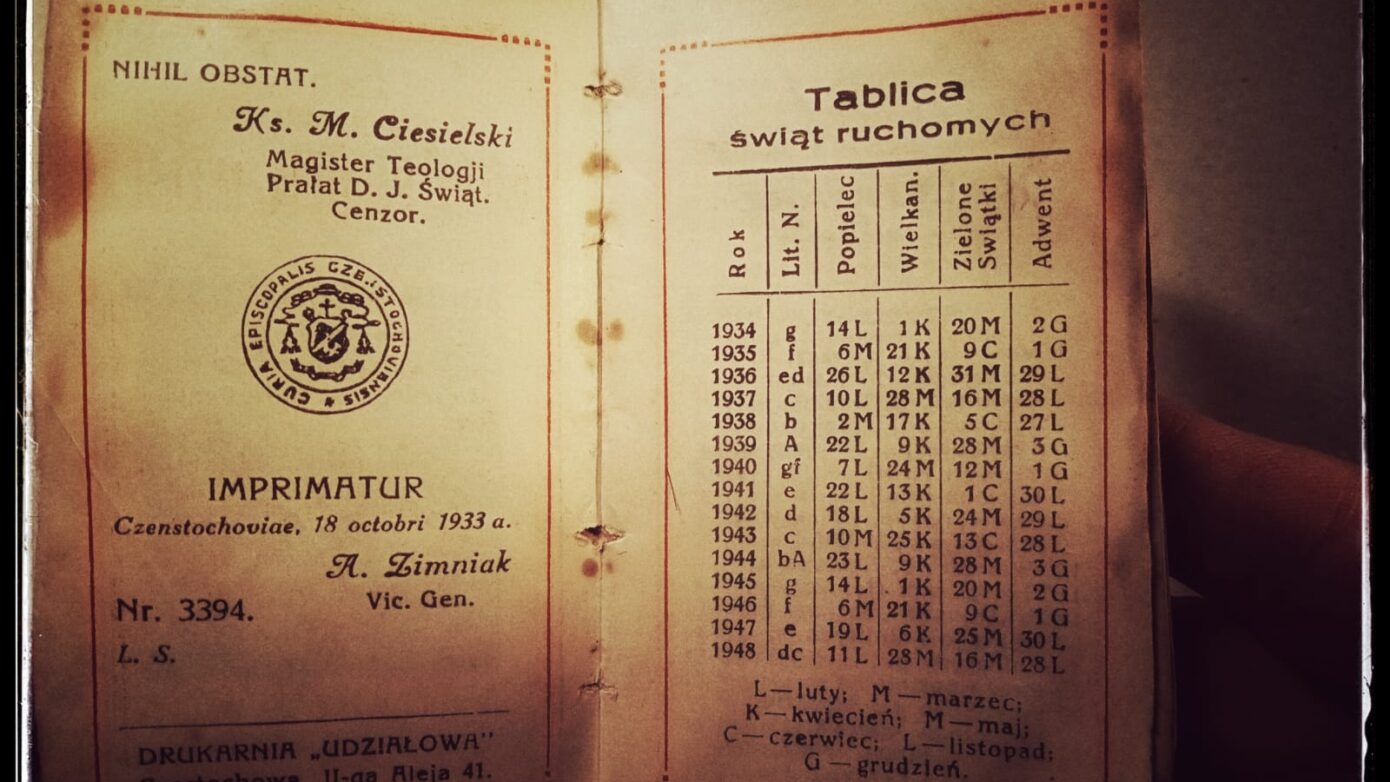 NIHIL OBSTAT.
Ks. M. Ciesielski
Magister Teologji
Prałat D. J. Świąt.
Cenzor.
CURIA EPISCOPALIS CZĘSTOCHOVIENSIS
IMPRIMATUR
Czenstochoviae, 18 octobri 1933 a.
A. Zimniak
Vic. Gen.
Nr. 3394.
L. S.
DRUKARNIA „UDZIAŁOWA"
Częstochowa, II-ga Aleja 41.
Tablica
świąt ruchomych
Rok Lit. N. Popielec Wielkan. Zielone Świątki Adwent
1934 g 14 L 1 K 20 M 2 G
1935 f 6 M 21 K 9 C 1 G
1936 ed 26 L 12 K 31 M 29 L
1937 c 10 L 28 M 16 M 28 L
1938 b 2 M 17 K 5 C 27 L
1939 A 22 L 9 K 28 M 3 G
1940 gf 7 L 24 M 12 M 1 G
1941 e 22 L 13 K 1 C 30 L
1942 d 18 L 5 K 24 M 29 L
1943 c 10 M 25 K 13 C 28 L
1944 bA 23 L 9 K 28 M 3 G
1945 g 14 L 1 K 20 M 2 G
1946 f 6 M 21 K 9 C 1 G
1947 e 19 L 6 K 25 M 30 L
1948 dc 11 L 28 M 16 M 28 L
L—luty; M—marzec;
K—kwiecień; M—maj;
C—czerwiec; L—listopad;
G—grudzień.